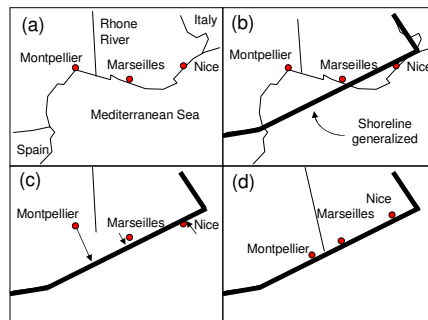 (a)
Rhone
River
Italy
Montpellier
Marseilles
Nice
Mediterranean Sea
Spain
(b)
Montpellier
Marseilles
Nice
Shoreline
generalized
(c)
Montpellier
Marseilles
Nice
(d)
Nice
Marseilles
Montpellier